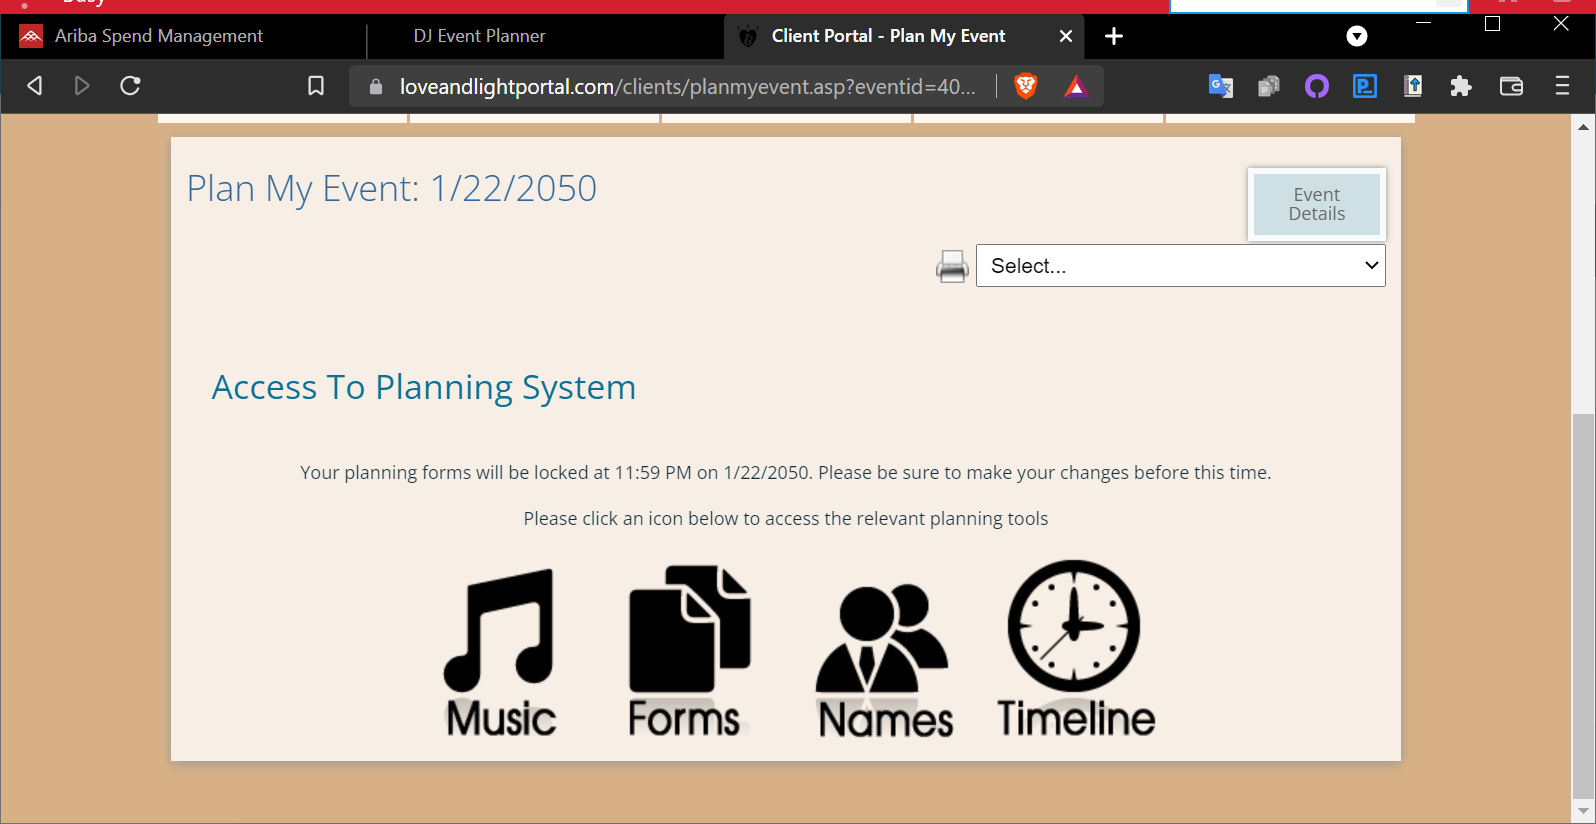 Busy
Ariba Spend Management
DJ Event Planner
Client Portal - Plan My Event
loveandlightportal.com/clients/planmyevent.asp?eventid=40...
Plan My Event: 1/22/2050
Event
Details
Select...
Access To Planning System
Your planning forms will be locked at 11:59 PM on 1/22/2050. Please be sure to make your changes before this time.
Please click an icon below to access the relevant planning tools
Music
Forms
Names
Timeline